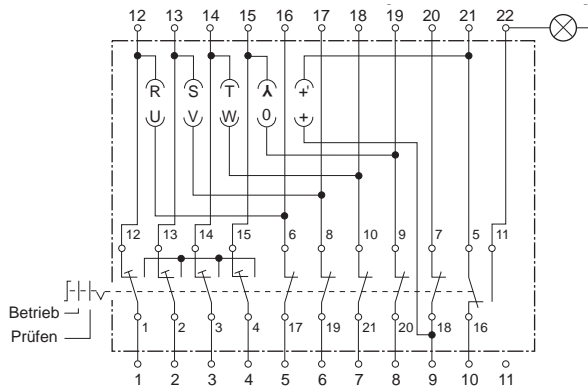 12 13 14 15 16 17 18 19 20 21 22
R S T ⅄ +'
U V W 0 +
12 13 14 15 6 8 10 9 7 5 11
Betrieb
Prüfen
1 2 3 4 17 19 21 20 18 16
1 2 3 4 5 6 7 8 9 10 11